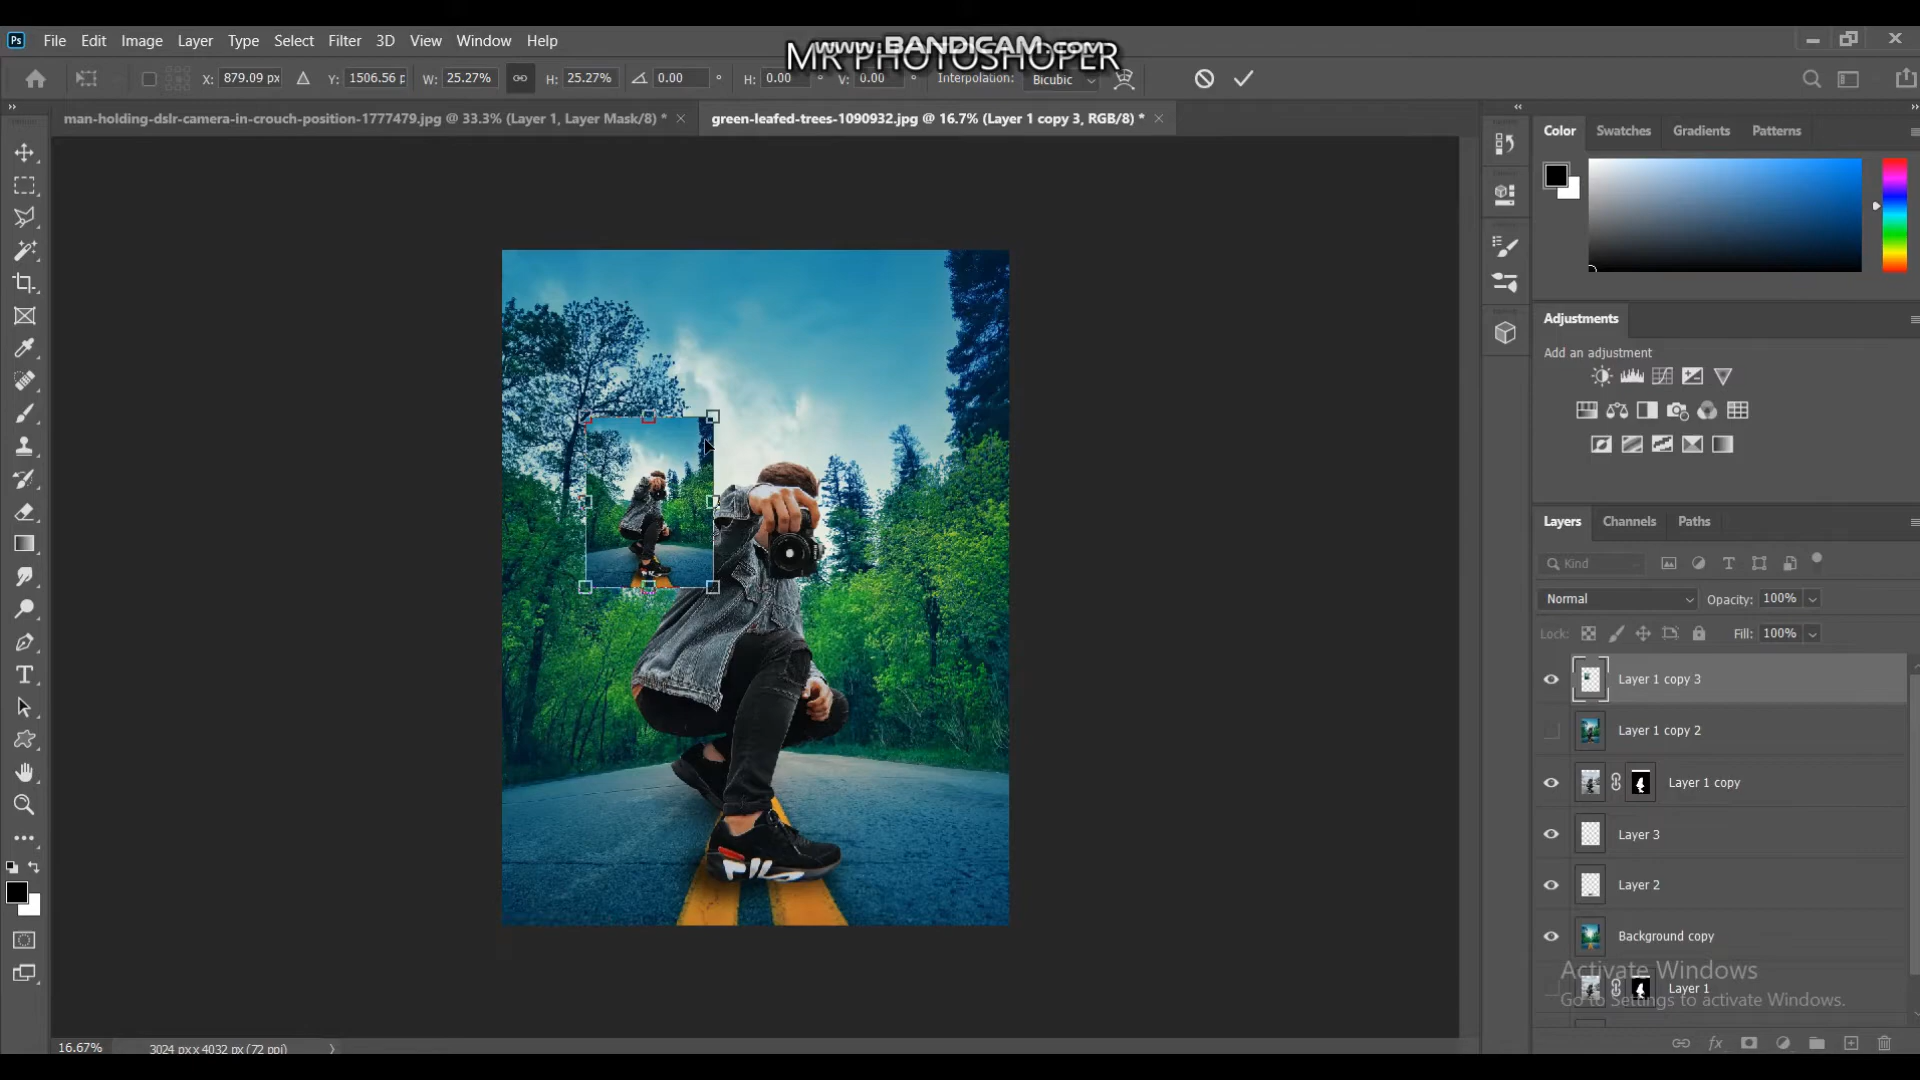 www.BANDICAM.com
MR PHOTOSHOPER
Ps File Edit Image Layer Type Select Filter 3D View Window Help
X: 879.09 px Y: 1506.56 p W: 25.27% H: 25.27% 0.00 ° H: 0.00 ° V: 0.00 ° Interpolation: Bicubic
man-holding-dslr-camera-in-crouch-position-1777479.jpg @ 33.3% (Layer 1, Layer Mask/8) * green-leafed-trees-1090932.jpg @ 16.7% (Layer 1 copy 3, RGB/8) *
Color Swatches Gradients Patterns
Adjustments
Add an adjustment
Layers Channels Paths
Kind
Normal Opacity: 100%
Lock: Fill: 100%
Layer 1 copy 3
Layer 1 copy 2
Layer 1 copy
Layer 3
Layer 2
Background copy
Layer 1
Activate Windows
Go to Settings to activate Windows.
16.67% 3024 px x 4032 px (72 ppi)